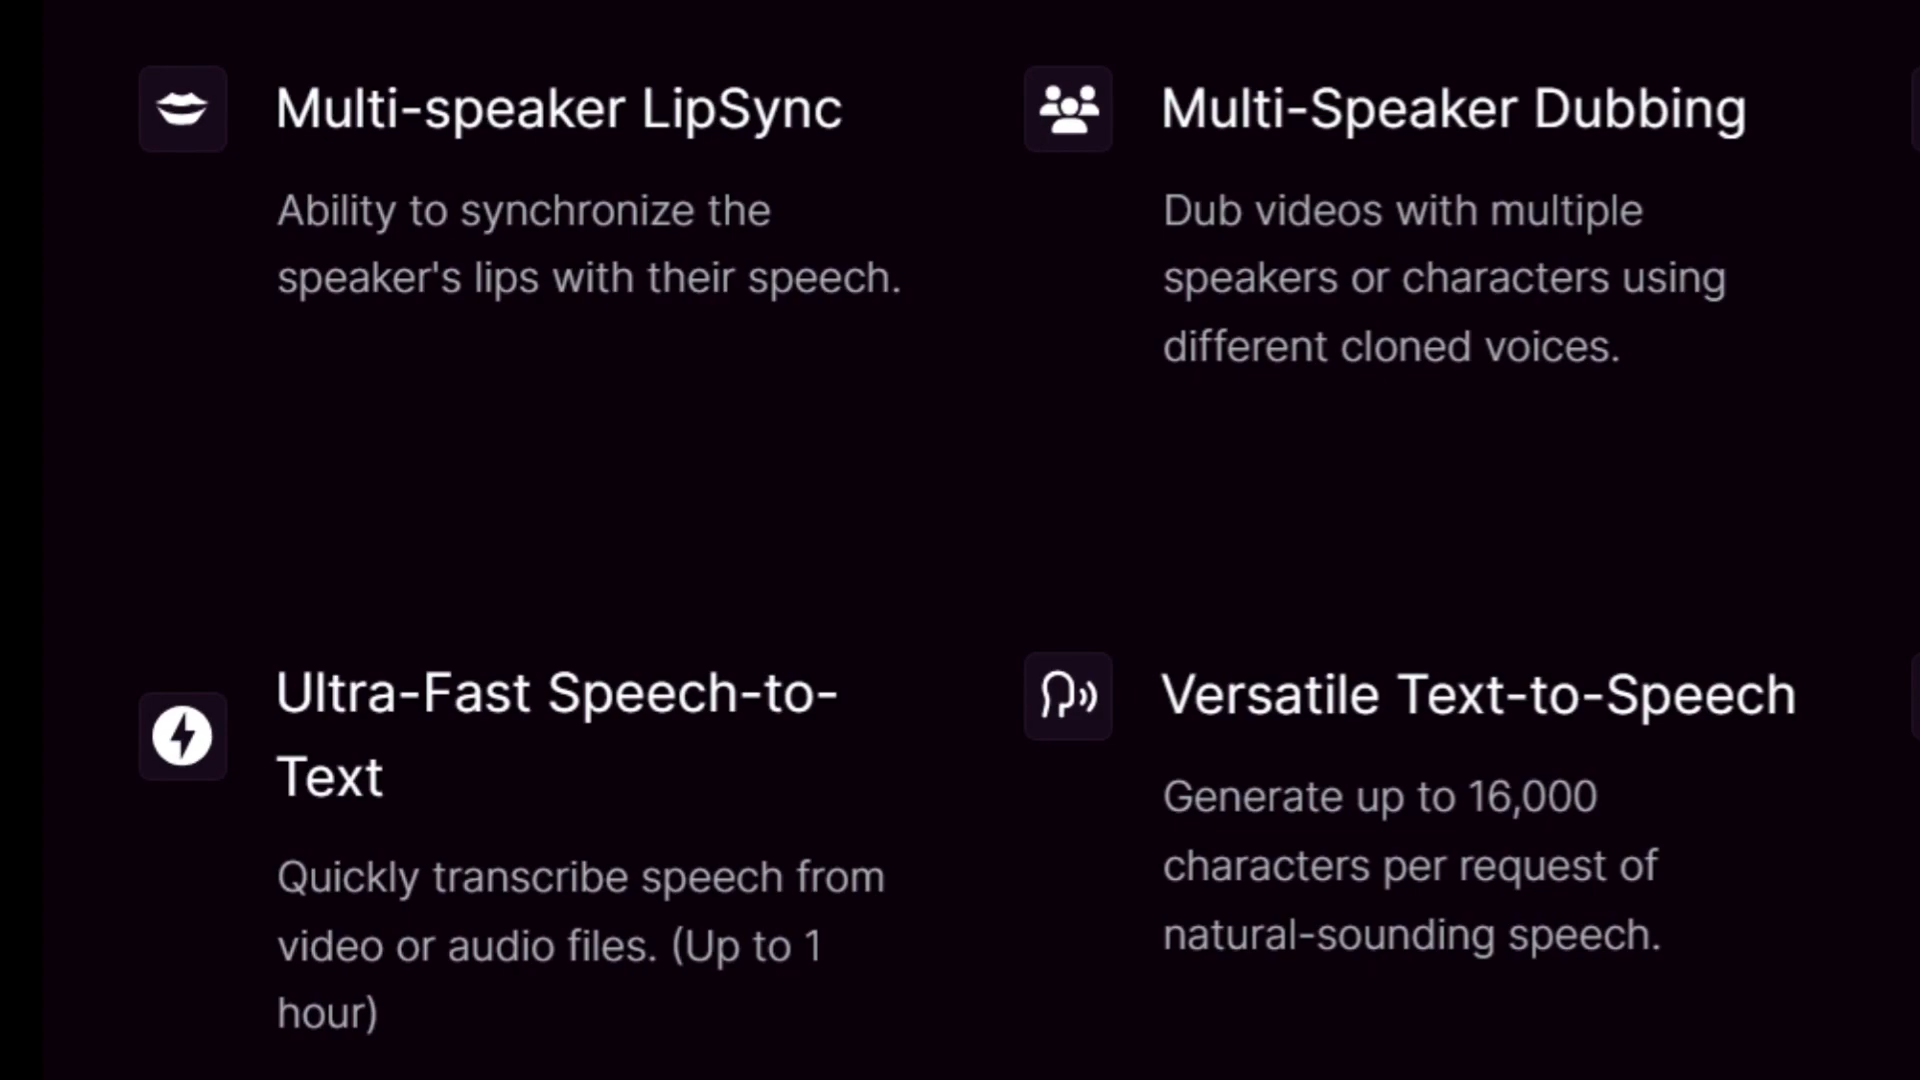 Multi-speaker LipSync
Ability to synchronize the
speaker's lips with their speech.
Multi-Speaker Dubbing
Dub videos with multiple
speakers or characters using
different cloned voices.
Ultra-Fast Speech-to-
Text
Quickly transcribe speech from
video or audio files. (Up to 1
hour)
Versatile Text-to-Speech
Generate up to 16,000
characters per request of
natural-sounding speech.